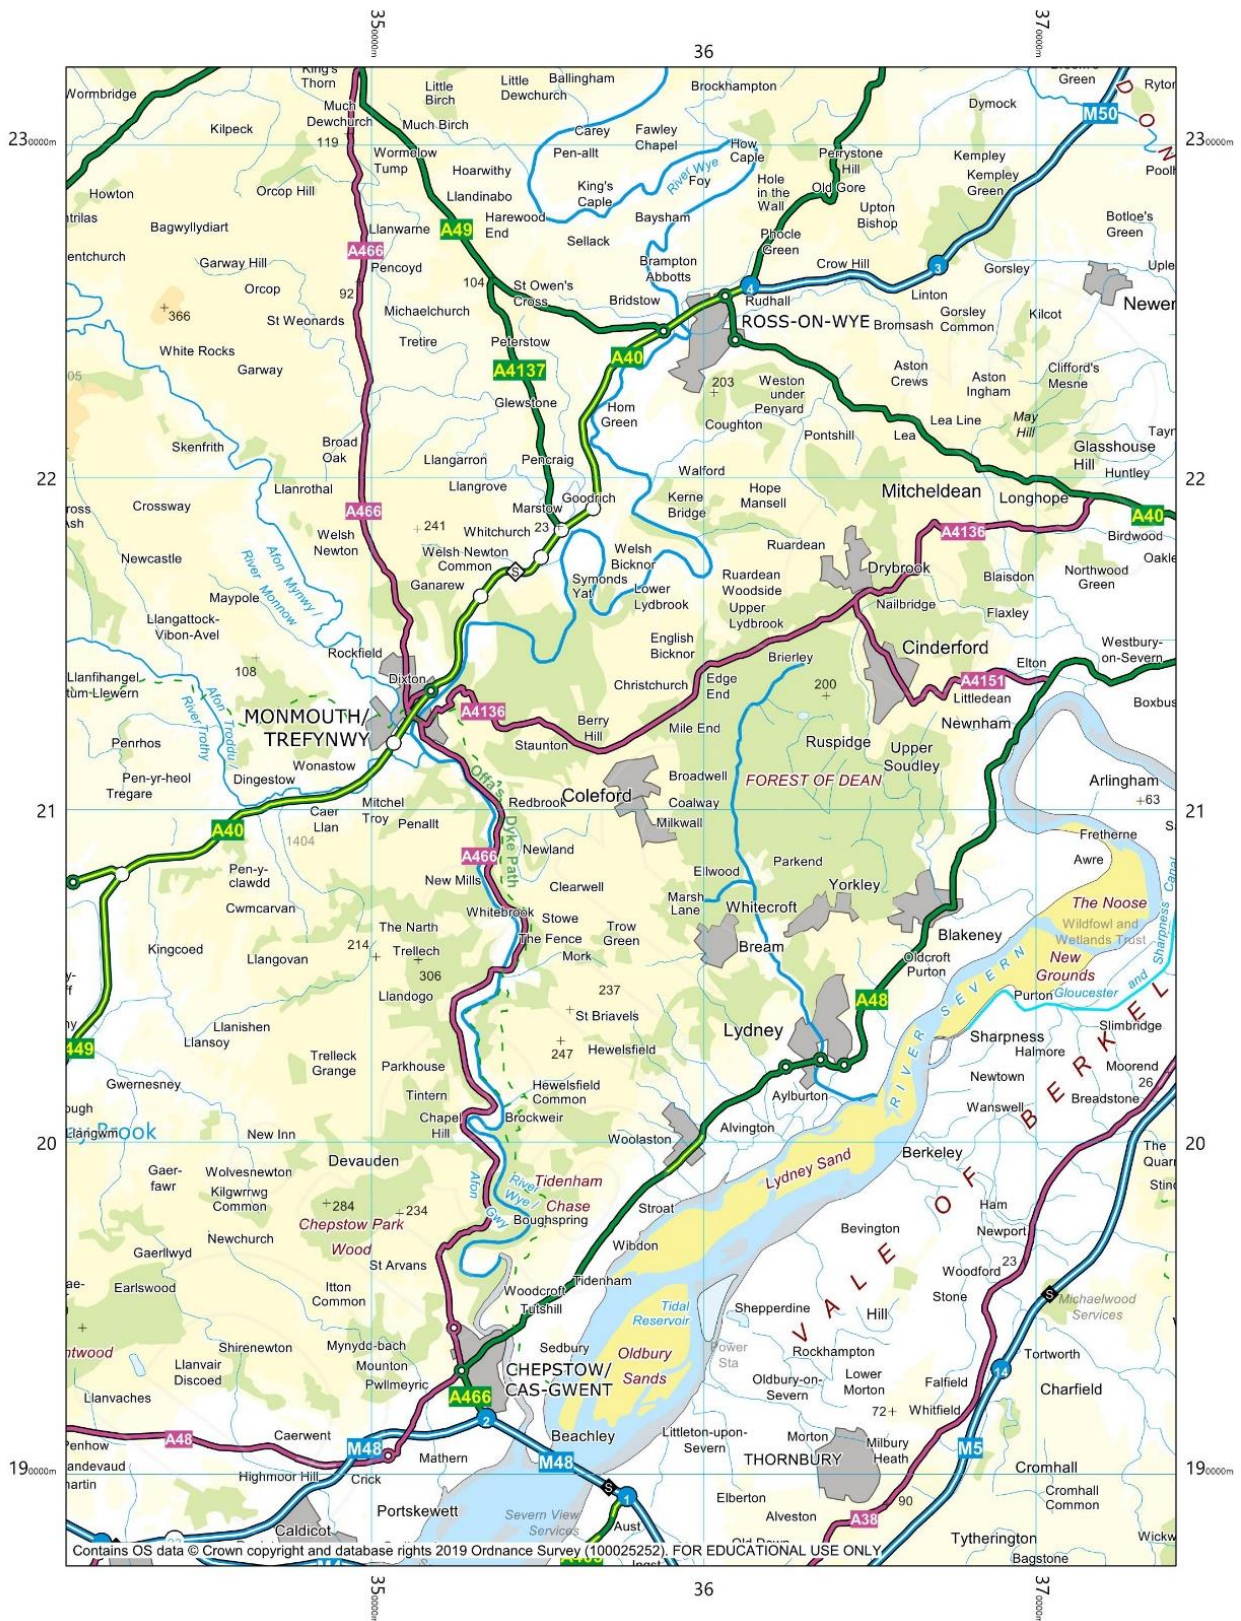 350000m
36
370000m
King's
Thorn
Little
Birch
Little
Dewchurch
Ballingham
Brockhampton
Green
Ryton
Wormbridge
Much
Dewchurch
Dymock
M50
D O N
Kilpeck
Much Birch
Carey
Fawley
Chapel
230000m
119
How
Caple
Perrystone
Hill
Kempley
230000m
Wormelow
Tump
Pen-allt
Hoarwithy
River Wye
Foy
Kempley
Green
Howton
Orcop Hill
Llandinabo
King's
Caple
Hole
in the
Wall
Old Gore
Bagwyllydiart
Llanwarne
A49
Harewood
End
Baysham
Upton
Bishop
Botloe's
Green
Sellack
Phocle
Green
A466
Garway Hill
Pencoyd
Brampton
Abbotts
Crow Hill
3
Gorsley
Orcop
92
104
St Owen's
Cross
Bridstow
4
Rudhall
Linton
366
St Weonards
Michaelchurch
ROSS-ON-WYE
Bromsash
Gorsley
Common
Kilcot
White Rocks
Tretire
Peterstow
A40
Garway
A4137
203
Weston
under
Penyard
Aston
Crews
Aston
Ingham
Clifford's
Mesne
Glewstone
Hom
Green
Coughton
Pontshill
Lea
Lea Line
May
Hill
Skenfrith
Broad
Oak
Llangarron
Pencraig
Glasshouse
Hill
22
22
Llangrove
Walford
Huntley
Llanrothal
Goodrich
Kerne
Bridge
Hope
Mansell
Mitcheldean
Longhope
Crossway
A466
Marstow
A40
241
Whitchurch
23
A4136
Birdwood
Welsh
Newton
Welsh Newton
Common
S
Welsh
Bicknor
Ruardean
Newcastle
Drybrook
Ganarew
Symonds
Yat
Ruardean
Woodside
Blaisdon
Northwood
Green
Maypole
Afon Mynwy /
River Monnow
Lower
Lydbrook
Upper
Lydbrook
Nailbridge
Flaxley
Llangattock-
Vibon-Avel
English
Bicknor
Cinderford
Westbury-
on-Severn
Rockfield
108
Brierley
Elton
Llanfihangel
Dixton
Christchurch
Edge
End
200
A4151
Littledean
Afon Troddu /
River Trothy
MONMOUTH/
TREFYNWY
A4136
Berry
Hill
Newnham
Penrhos
Staunton
Mile End
Ruspidge
Upper
Soudley
Wonastow
Offa's Dyke Path
Pen-yr-heol
Dingestow
Broadwell
FOREST OF DEAN
Arlingham
Tregare
Mitchel
Troy
Redbrook
Coleford
Coalway
63
21
21
A40
Caer
Llan
Penallt
Milkwall
Fretherne
1404
A466
Newland
Awre
Pen-y-
clawdd
New Mills
Clearwell
Ellwood
Parkend
Yorkley
Cwmcarvan
Whitebrook
Marsh
Lane
Whitecroft
The Noose
Stowe
Wildfowl and
Wetlands Trust
Kingcoed
The Narth
The Fence
Trow
Green
Blakeney
214
Trellech
Mork
Bream
New
Grounds
Llangovan
306
Oldcroft
Purton
Purton
Gloucester and Sharpness Canal
Llandogo
237
A48
RIVER SEVERN
Llanishen
St Briavels
Lydney
Slimbridge
Llansoy
247
Hewelsfield
Sharpness
449
Trelleck
Grange
Halmore
Parkhouse
Moorend
Gwernesney
Hewelsfield
Common
Newtown
26
Tintern
Aylburton
Wanswell
Breadstone
Chapel
Hill
Brockweir
VALE OF BERKEL
20
Brook
New Inn
Woolaston
Alvington
20
Devauden
Berkeley
The
Gaer-
fawr
Wolvesnewton
Afon Gwy
River
Wye /
Tidenham
Chase
Lydney Sand
Kilgwrrwg
Common
284
234
Boughspring
Stroat
Ham
Chepstow Park
Wood
Bevington
Newport
Newchurch
Wibdon
23
Gaerllwyd
St Arvans
Woodford
Earlswood
Itton
Common
Woodcroft
Tidenham
Stone
S
Michaelwood
Services
Tutshill
Tidal
Reservoir
Shepperdine
Hill
Shirenewton
Mynydd-bach
Sedbury
Power
Sta
Rockhampton
Tortworth
Llanvair
Discoed
Mounton
CHEPSTOW/
CAS-GWENT
Oldbury
Sands
14
Pwllmeyric
Oldbury-on-
Severn
Lower
Morton
Falfield
Charfield
Llanvaches
A466
72
Whitfield
2
A48
Caerwent
M48
Beachley
Littleton-upon-
Severn
Morton
Milbury
Heath
M5
Penhow
Mathern
M48
THORNBURY
Cromhall
190000m
190000m
Highmoor Hill
Crick
S
1
Elberton
90
Cromhall
Common
Portskewett
Severn View
Services
Aust
Alveston
A38
Caldicot
Tytherington
Bagstone
Contains OS data © Crown copyright and database rights 2019 Ordnance Survey (100025252). FOR EDUCATIONAL USE ONLY.
350000m
36
370000m